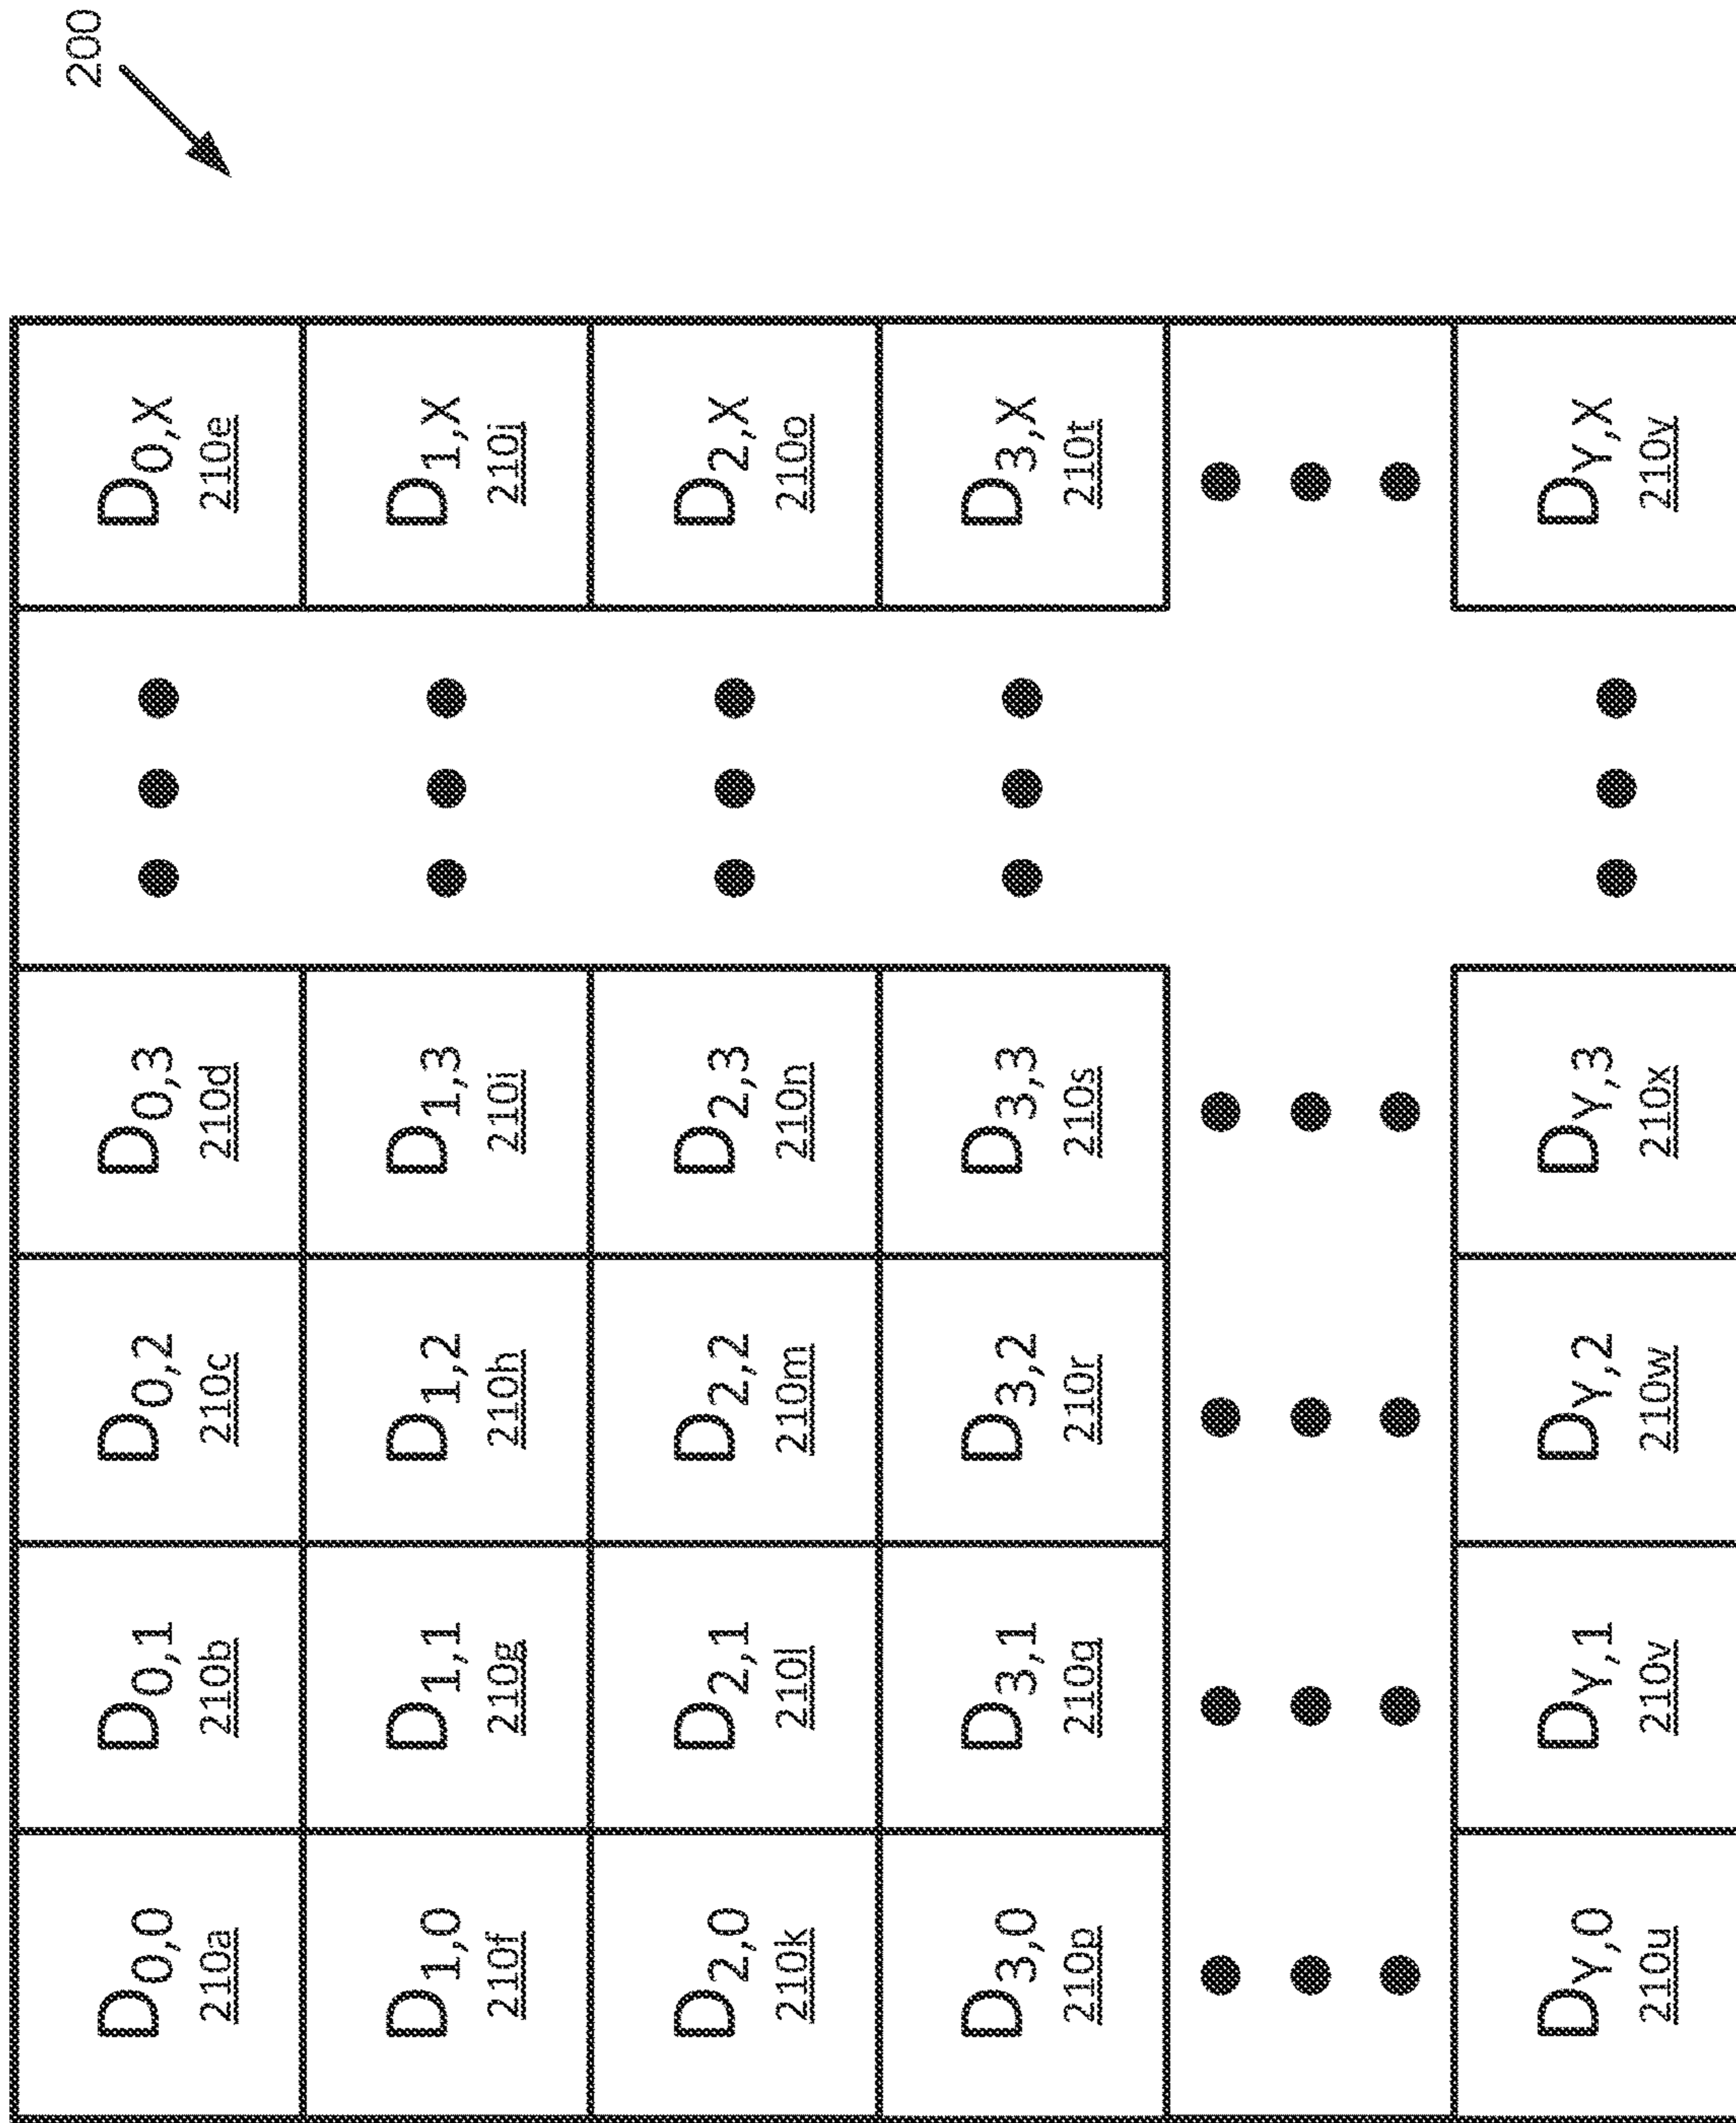 200
D0,0 D0,1 D0,2 D0,3 D0,X
210a 210b 210c 210d 210e
D1,0 D1,1 D1,2 D1,3 D1,X
210f 210g 210h 210i 210j
D2,0 D2,1 D2,2 D2,3 D2,X
210k 210l 210m 210n 210o
D3,0 D3,1 D3,2 D3,3 D3,X
210p 210q 210r 210s 210t
DY,0 DY,1 DY,2 DY,3 DY,X
210u 210v 210w 210x 210y